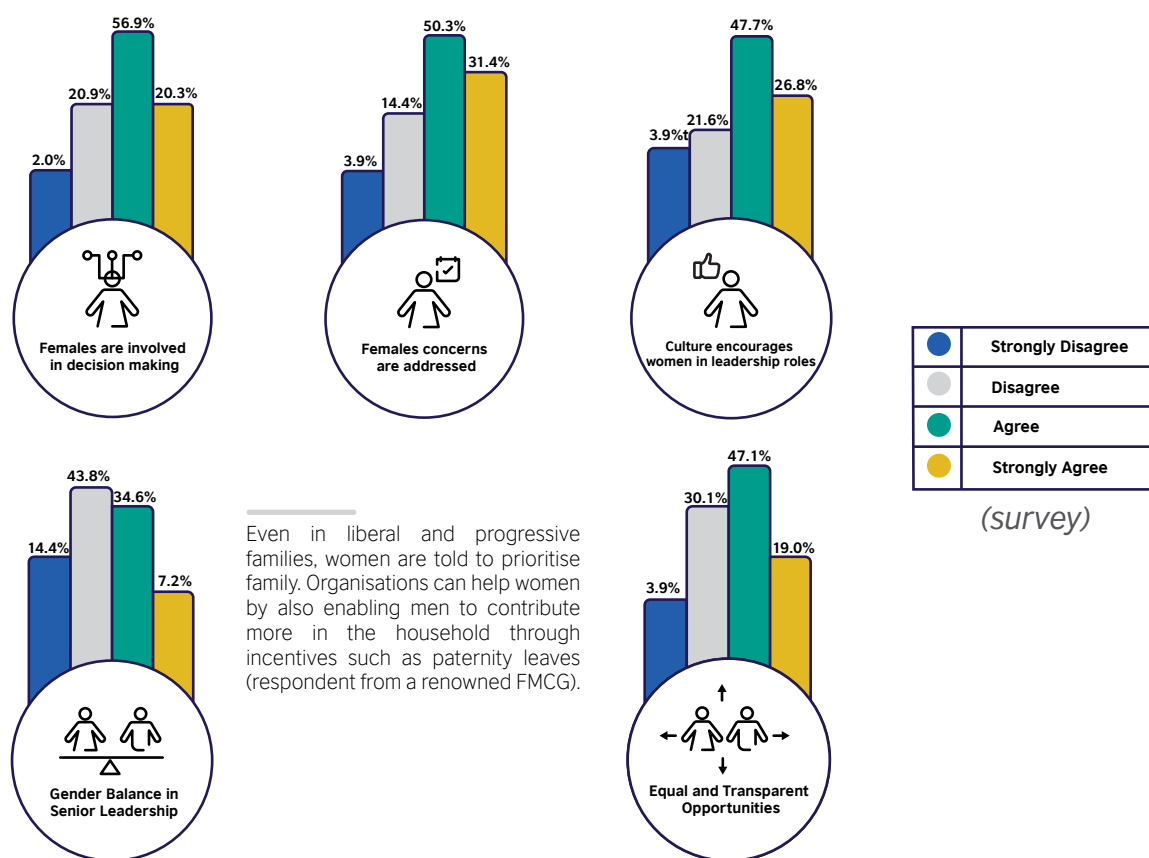 56.9%
20.9%
20.3%
2.0%
Females are involved
in decision making
50.3%
31.4%
14.4%
3.9%
Females concerns
are addressed
47.7%
26.8%
21.6%
3.9%t
Culture encourages
women in leadership roles
Strongly Disagree
Disagree
Agree
Strongly Agree
(survey)
43.8%
34.6%
14.4%
7.2%
Gender Balance in
Senior Leadership
Even in liberal and progressive
families, women are told to prioritise
family. Organisations can help women
by also enabling men to contribute
more in the household through
incentives such as paternity leaves
(respondent from a renowned FMCG).
47.1%
30.1%
19.0%
3.9%
Equal and Transparent
Opportunities